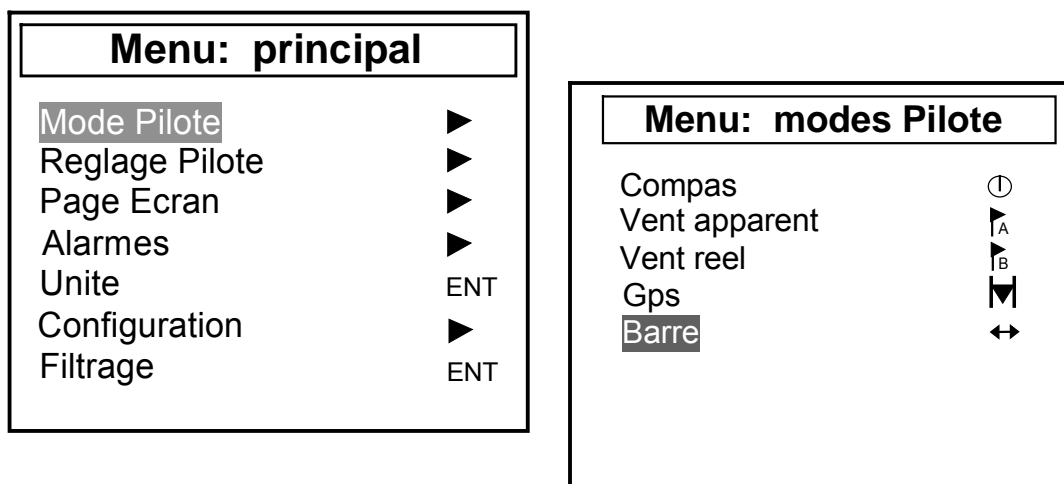 Menu: principal
Mode Pilote
Reglage Pilote
Page Ecran
Alarmes
Unite ENT
Configuration
Filtrage ENT
Menu: modes Pilote
Compas
Vent apparent A
Vent reel B
Gps
Barre